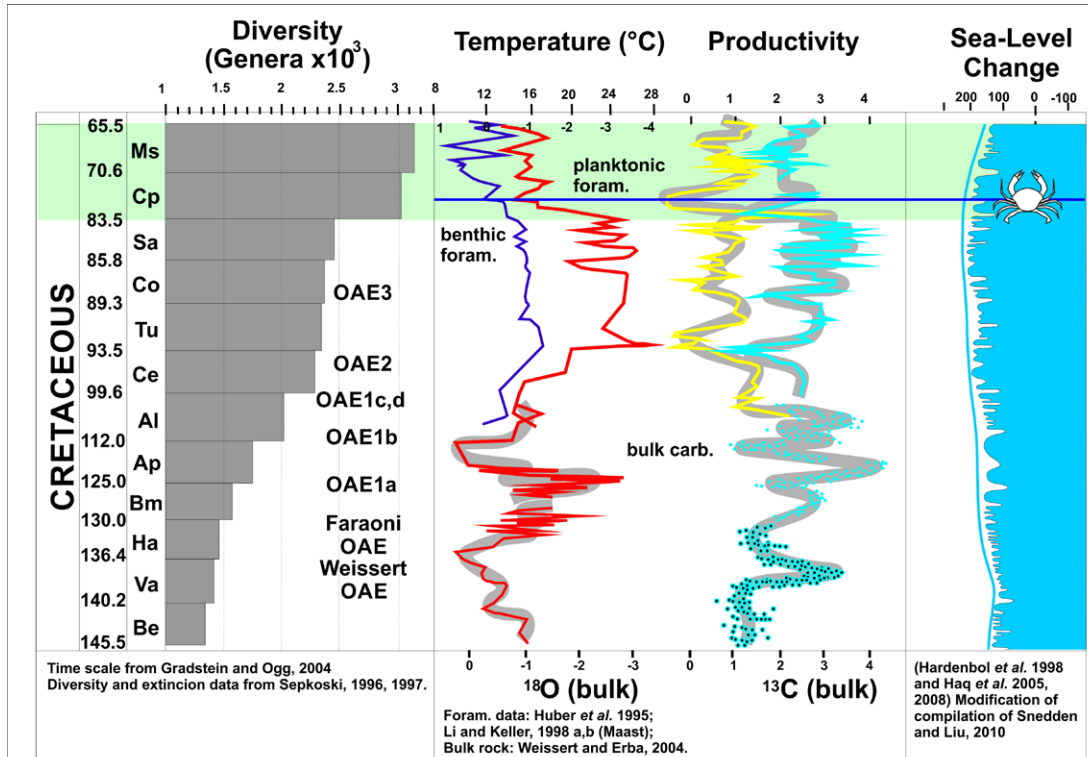 Diversity
(Genera x10³)
Temperature (°C)
Productivity
Sea-Level
Change
1 1.5 2 2.5 3
8 12 16 20 24 28
0 1 2 3 4
200 100 0 -100
1 0 -1 -2 -3 -4
CRETACEOUS
65.5
Ms
70.6
Cp
83.5
Sa
85.8
Co
89.3
Tu
93.5
Ce
99.6
Al
112.0
Ap
125.0
Bm
130.0
Ha
136.4
Va
140.2
Be
145.5
OAE3
OAE2
OAE1c,d
OAE1b
OAE1a
Faraoni
OAE
Weissert
OAE
planktonic
foram.
benthic
foram.
bulk carb.
0 -1 -2 -3
0 1 2 3 4
¹⁸O (bulk)
¹³C (bulk)
Time scale from Gradstein and Ogg, 2004
Diversity and extincion data from Sepkoski, 1996, 1997.
Foram. data: Huber et al. 1995;
Li and Keller, 1998 a,b (Maast);
Bulk rock: Weissert and Erba, 2004.
(Hardenbol et al. 1998
and Haq et al. 2005,
2008) Modification of
compilation of Snedden
and Liu, 2010